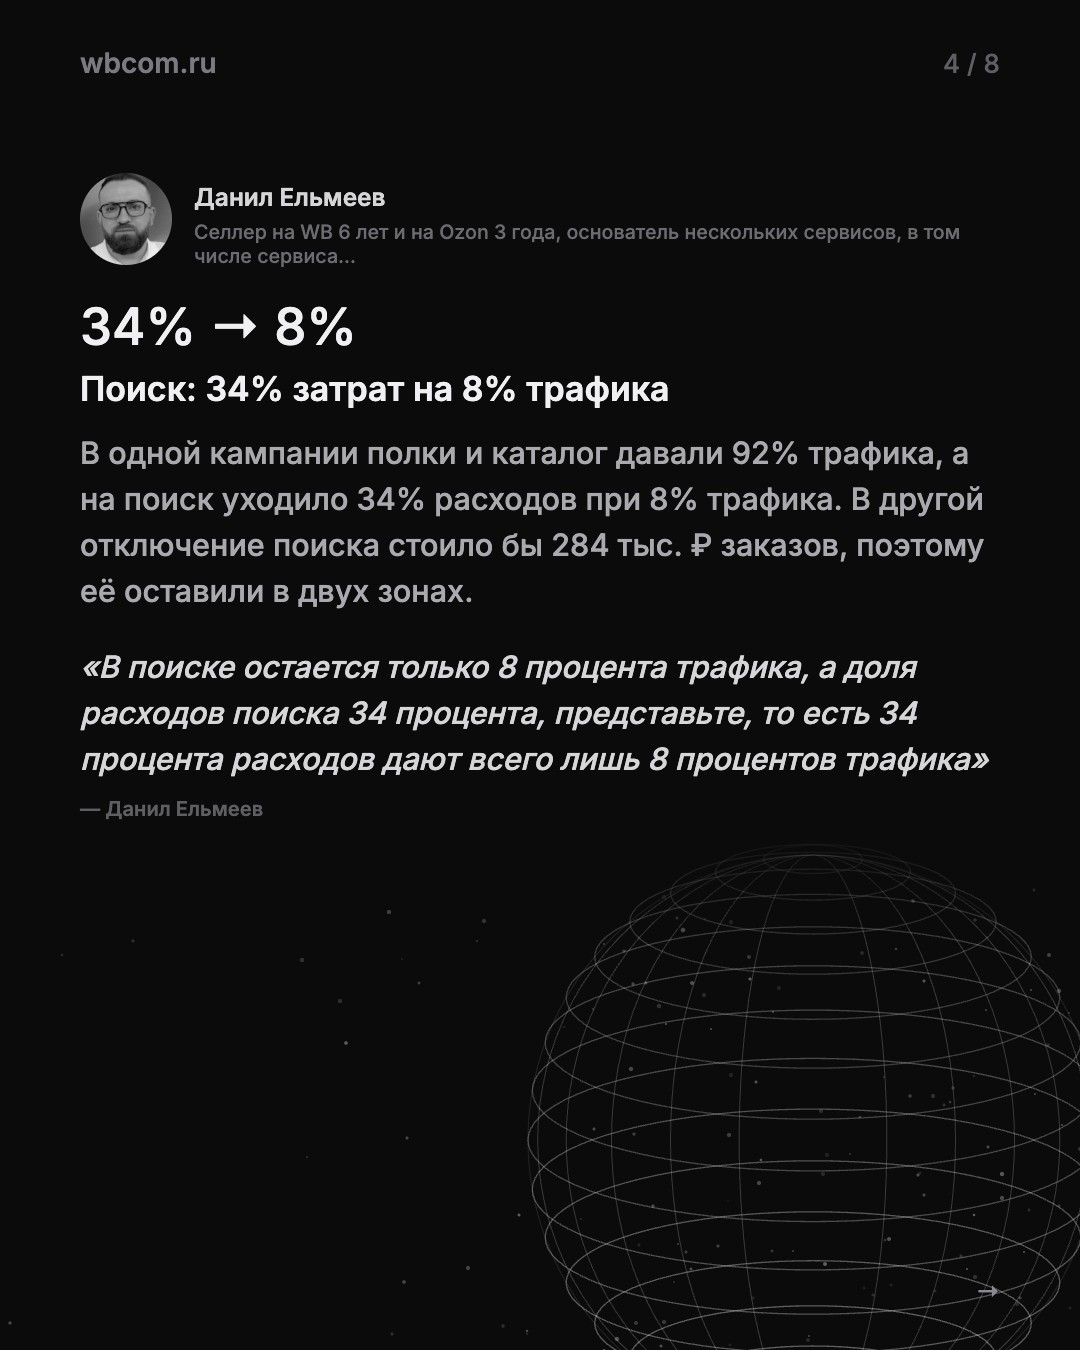 wbcom.ru
4 / 8
Данил Ельмеев
Селлер на WB 6 лет и на Ozon 3 года, основатель нескольких сервисов, в том
числе сервиса...
34% → 8%
Поиск: 34% затрат на 8% трафика
В одной кампании полки и каталог давали 92% трафика, а
на поиск уходило 34% расходов при 8% трафика. В другой
отключение поиска стоило бы 284 тыс. ₽ заказов, поэтому
её оставили в двух зонах.
«В поиске остается только 8 процента трафика, а доля
расходов поиска 34 процента, представьте, то есть 34
процента расходов дают всего лишь 8 процентов трафика»
— Данил Ельмеев
→